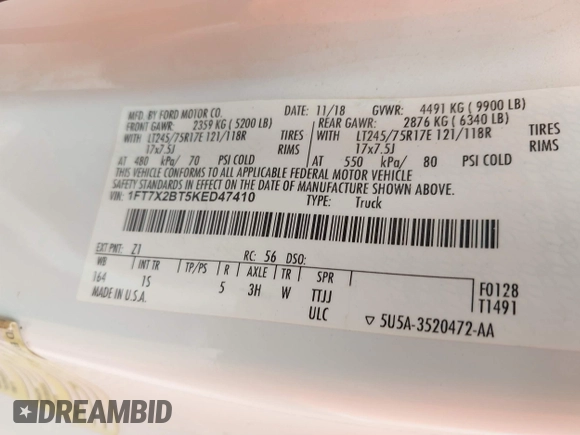 MFD. BY FORD MOTOR CO.
DATE: 11/18 GVWR: 4491 KG (9900 LB)
FRONT GAWR: 2359 KG (5200 LB) REAR GAWR: 2876 KG (6340 LB)
WITH LT245/75R17E 121/118R TIRES WITH LT245/75R17E 121/118R TIRES
17x7.5J RIMS 17x7.5J RIMS
AT 480 kPa/ 70 PSI COLD AT 550 kPa/ 80 PSI COLD
THIS VEHICLE CONFORMS TO ALL APPLICABLE FEDERAL MOTOR VEHICLE
SAFETY STANDARDS IN EFFECT ON THE DATE OF MANUFACTURE SHOWN ABOVE.
VIN: 1FT7X2BT5KED47410 TYPE: Truck
EXT PNT: Z1 RC: 56 DSO:
WB INT TR TP/PS R AXLE TR SPR
164 1S 5 3H W TTJJ F0128
MADE IN U.S.A. ULC T1491
▽ 5U5A-3520472-AA
DREAMBID